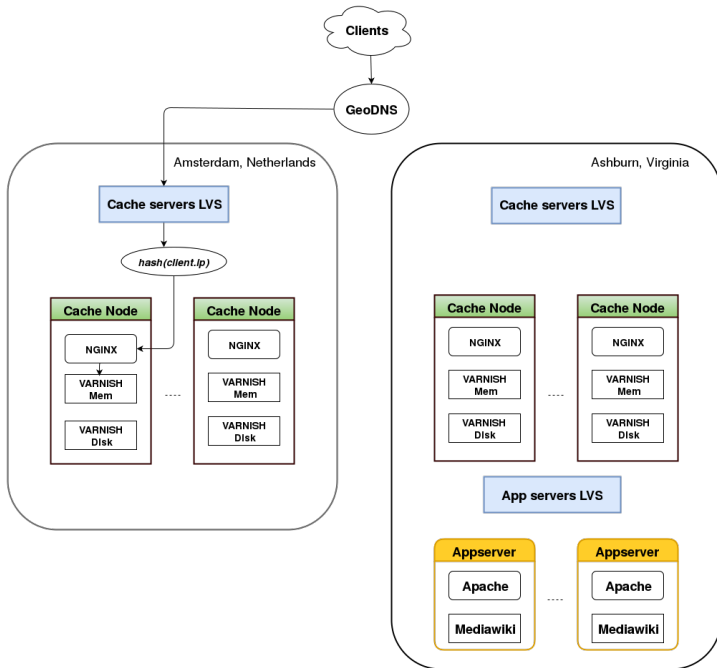 Clients
GeoDNS
Amsterdam, Netherlands
Cache servers LVS
hash(client.ip)
Cache Node
NGINX
VARNISH
Mem
VARNISH
Disk
....
Cache Node
NGINX
VARNISH
Mem
VARNISH
Disk
Ashburn, Virginia
Cache servers LVS
Cache Node
NGINX
VARNISH
Mem
VARNISH
Disk
....
Cache Node
NGINX
VARNISH
Mem
VARNISH
Disk
App servers LVS
Appserver
Apache
Mediawiki
....
Appserver
Apache
Mediawiki